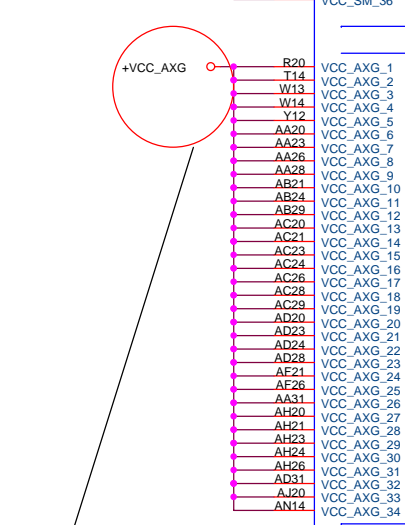 VCC_SM_36
+VCC_AXG
R20 VCC_AXG_1
T14 VCC_AXG_2
W13 VCC_AXG_3
W14 VCC_AXG_4
Y12 VCC_AXG_5
AA20 VCC_AXG_6
AA23 VCC_AXG_7
AA26 VCC_AXG_8
AA28 VCC_AXG_9
AB21 VCC_AXG_10
AB24 VCC_AXG_11
AB29 VCC_AXG_12
AC20 VCC_AXG_13
AC21 VCC_AXG_14
AC23 VCC_AXG_15
AC24 VCC_AXG_16
AC26 VCC_AXG_17
AC28 VCC_AXG_18
AC29 VCC_AXG_19
AD20 VCC_AXG_20
AD23 VCC_AXG_21
AD24 VCC_AXG_22
AD28 VCC_AXG_23
AF21 VCC_AXG_24
AF26 VCC_AXG_25
AA31 VCC_AXG_26
AH20 VCC_AXG_27
AH21 VCC_AXG_28
AH23 VCC_AXG_29
AH24 VCC_AXG_30
AH26 VCC_AXG_31
AD31 VCC_AXG_32
AJ20 VCC_AXG_33
AN14 VCC_AXG_34